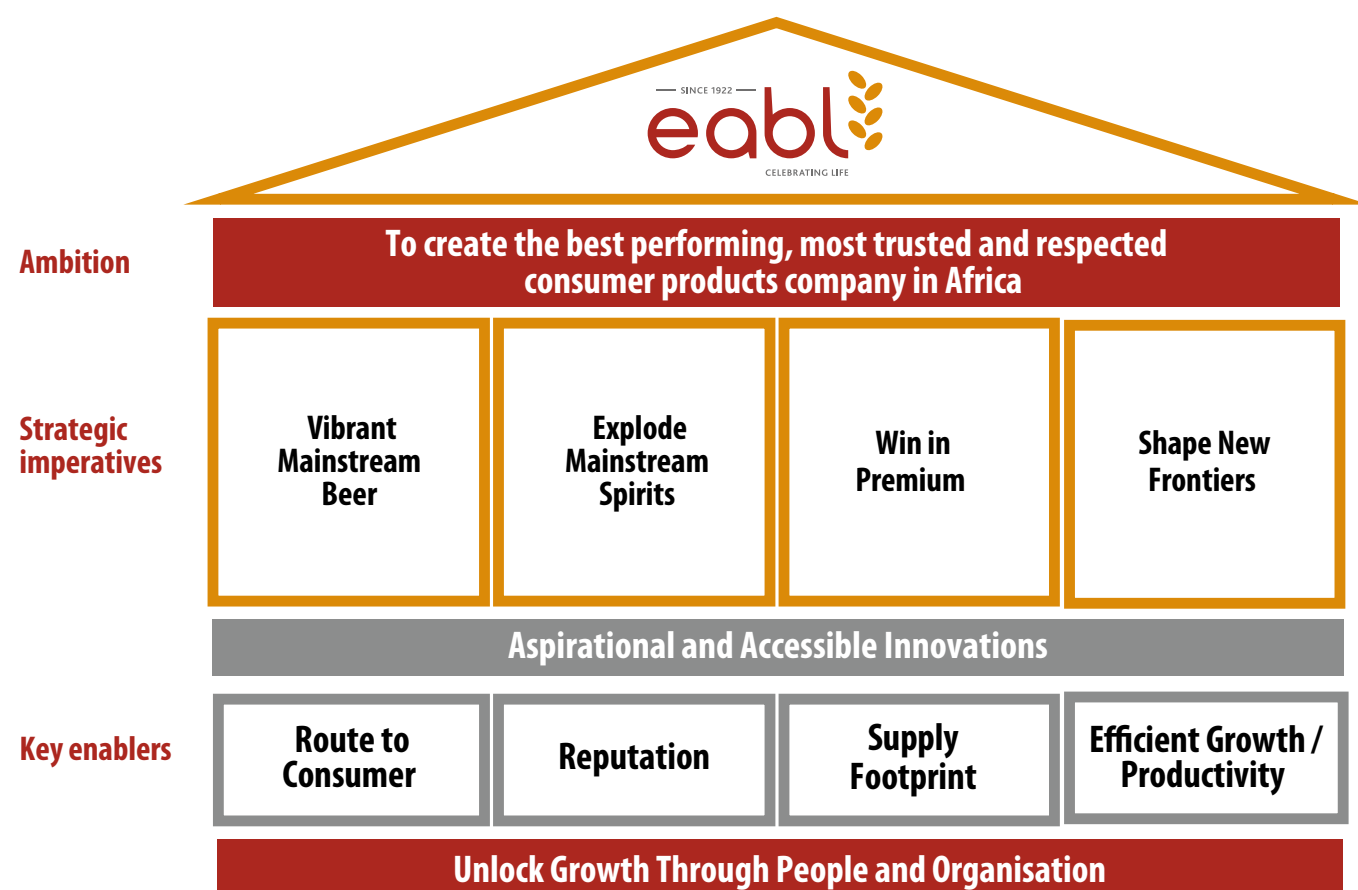 SINCE 1922
eabl
CELEBRATING LIFE
Ambition
To create the best performing, most trusted and respected
consumer products company in Africa
Strategic
imperatives
Vibrant
Mainstream
Beer
Explode
Mainstream
Spirits
Win in
Premium
Shape New
Frontiers
Aspirational and Accessible Innovations
Key enablers
Route to
Consumer
Reputation
Supply
Footprint
Efficient Growth /
Productivity
Unlock Growth Through People and Organisation